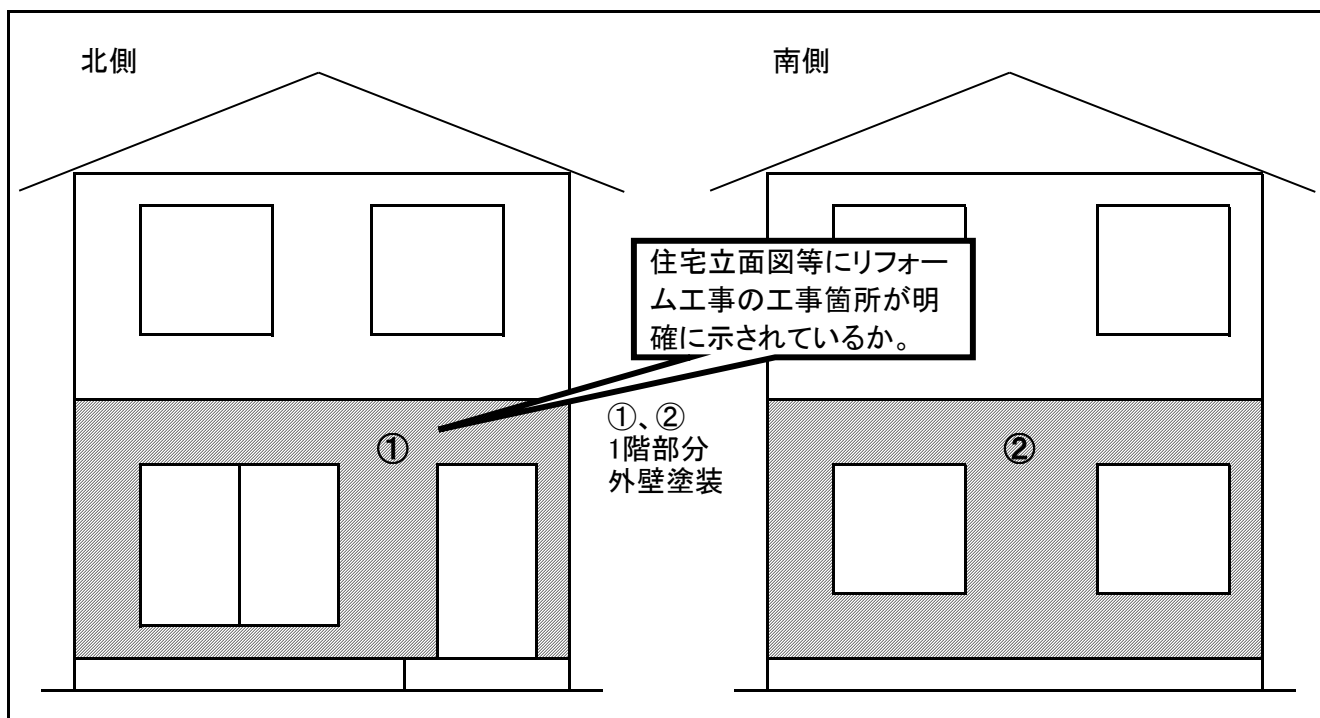 北側
南側
住宅立面図等にリフォー
ム工事の工事箇所が明
確に示されているか。
①
①、②
1階部分
外壁塗装
②